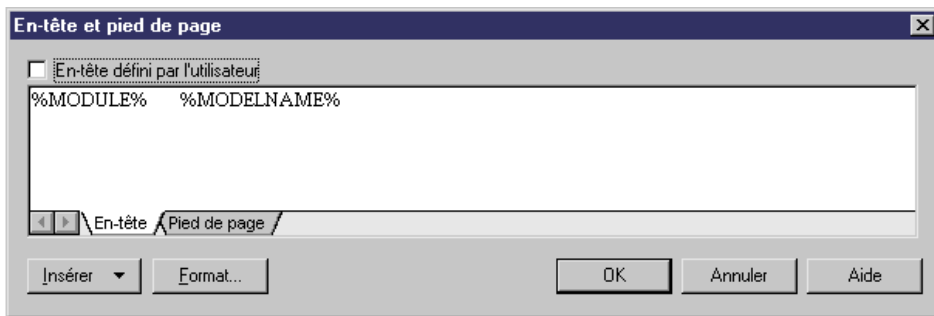 En-tête et pied de page
En-tête défini par l'utilisateur
%MODULE% %MODELNAME%
En-tête Pied de page
Insérer Format... OK Annuler Aide